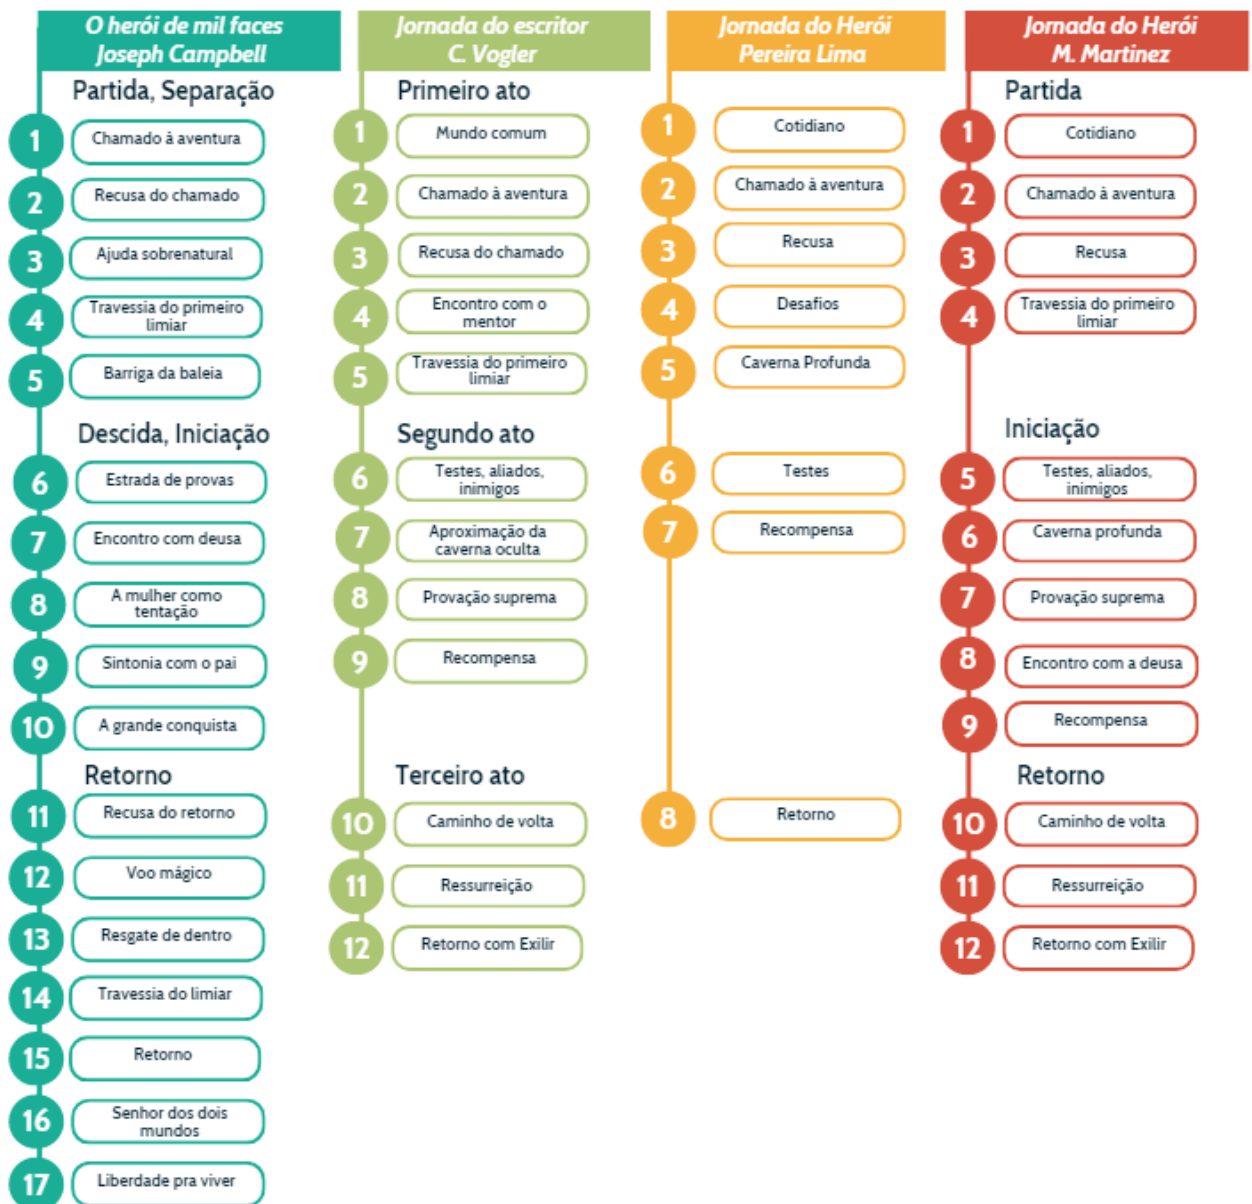 O herói de mil faces
Joseph Campbell
Partida, Separação
1
Chamado à aventura
2
Recusa do chamado
3
Ajuda sobrenatural
4
Travessia do primeiro
limiar
5
Barriga da baleia
Descida, Iniciação
6
Estrada de provas
7
Encontro com deusa
8
A mulher como
tentação
9
Sintonia com o pai
10
A grande conquista
Retorno
11
Recusa do retorno
12
Voo mágico
13
Resgate de dentro
14
Travessia do limiar
15
Retorno
16
Senhor dos dois
mundos
17
Liberdade pra viver
Jornada do escritor
C. Vogler
Primeiro ato
1
Mundo comum
2
Chamado à aventura
3
Recusa do chamado
4
Encontro com o
mentor
5
Travessia do primeiro
limiar
Segundo ato
6
Testes, aliados,
inimigos
7
Aproximação da
caverna oculta
8
Provação suprema
9
Recompensa
Terceiro ato
10
Caminho de volta
11
Ressurreição
12
Retorno com Exilir
Jornada do Herói
Pereira Lima
1
Cotidiano
2
Chamado à aventura
3
Recusa
4
Desafios
5
Caverna Profunda
6
Testes
7
Recompensa
8
Retorno
Jornada do Herói
M. Martinez
Partida
1
Cotidiano
2
Chamado à aventura
3
Recusa
4
Travessia do primeiro
limiar
Iniciação
5
Testes, aliados,
inimigos
6
Caverna profunda
7
Provação suprema
8
Encontro com a deusa
9
Recompensa
Retorno
10
Caminho de volta
11
Ressurreição
12
Retorno com Exilir